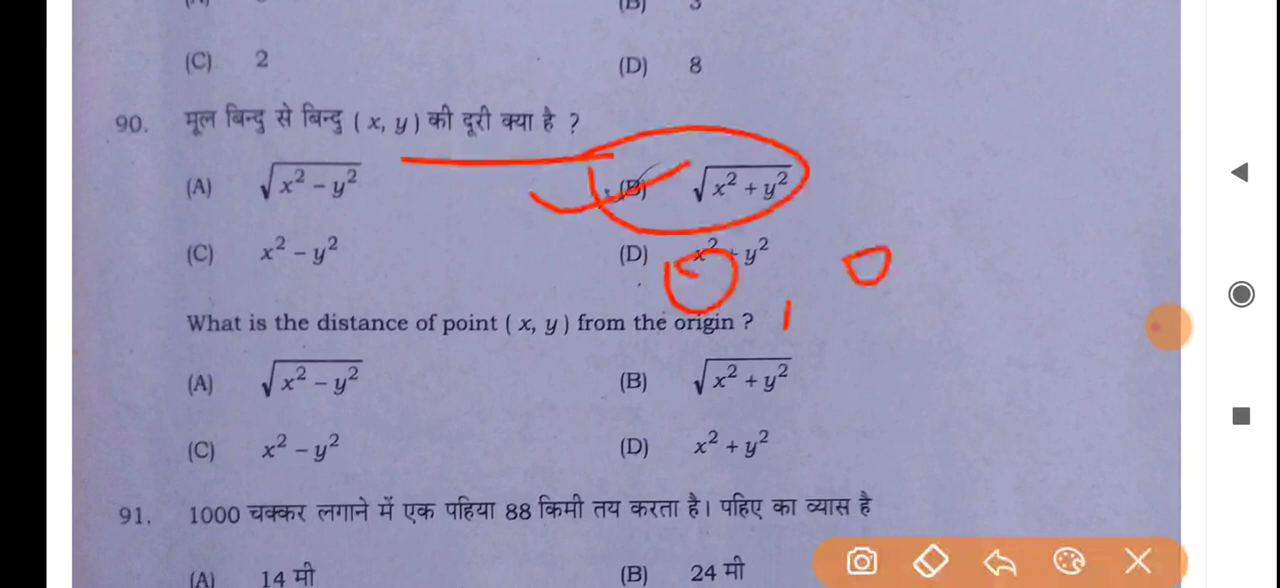 (C) 2 (D) 8
90. मूल बिन्दु से बिन्दु ( x, y ) की दूरी क्या है ?
(A) √(x² – y²) (B) √(x² + y²)
(C) x² – y² (D) x² + y²
What is the distance of point ( x, y ) from the origin ?
(A) √(x² – y²) (B) √(x² + y²)
(C) x² – y² (D) x² + y²
91. 1000 चक्कर लगाने में एक पहिया 88 किमी तय करता है। पहिए का व्यास है
(A) 14 मी (B) 24 मी